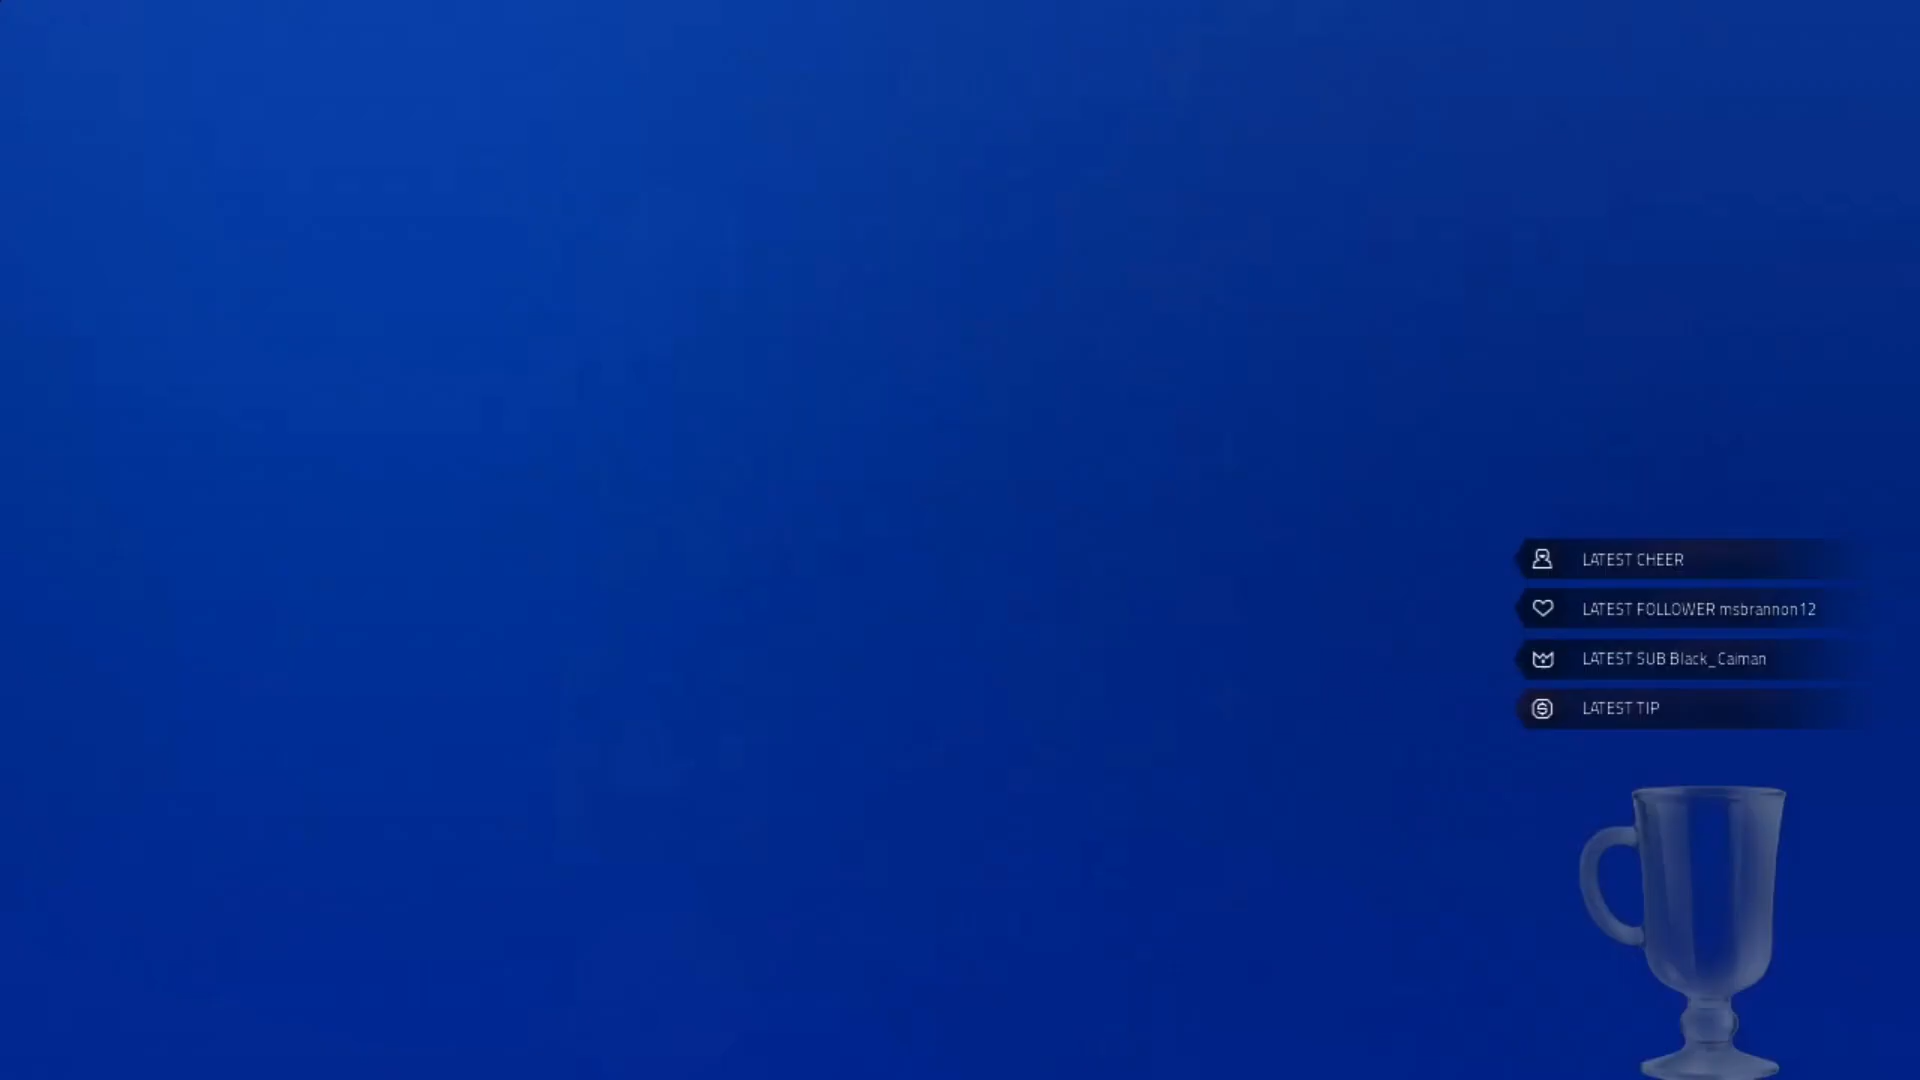 LATEST CHEER
LATEST FOLLOWER msbrannon12
LATEST SUB Black_Caiman
LATEST TIP